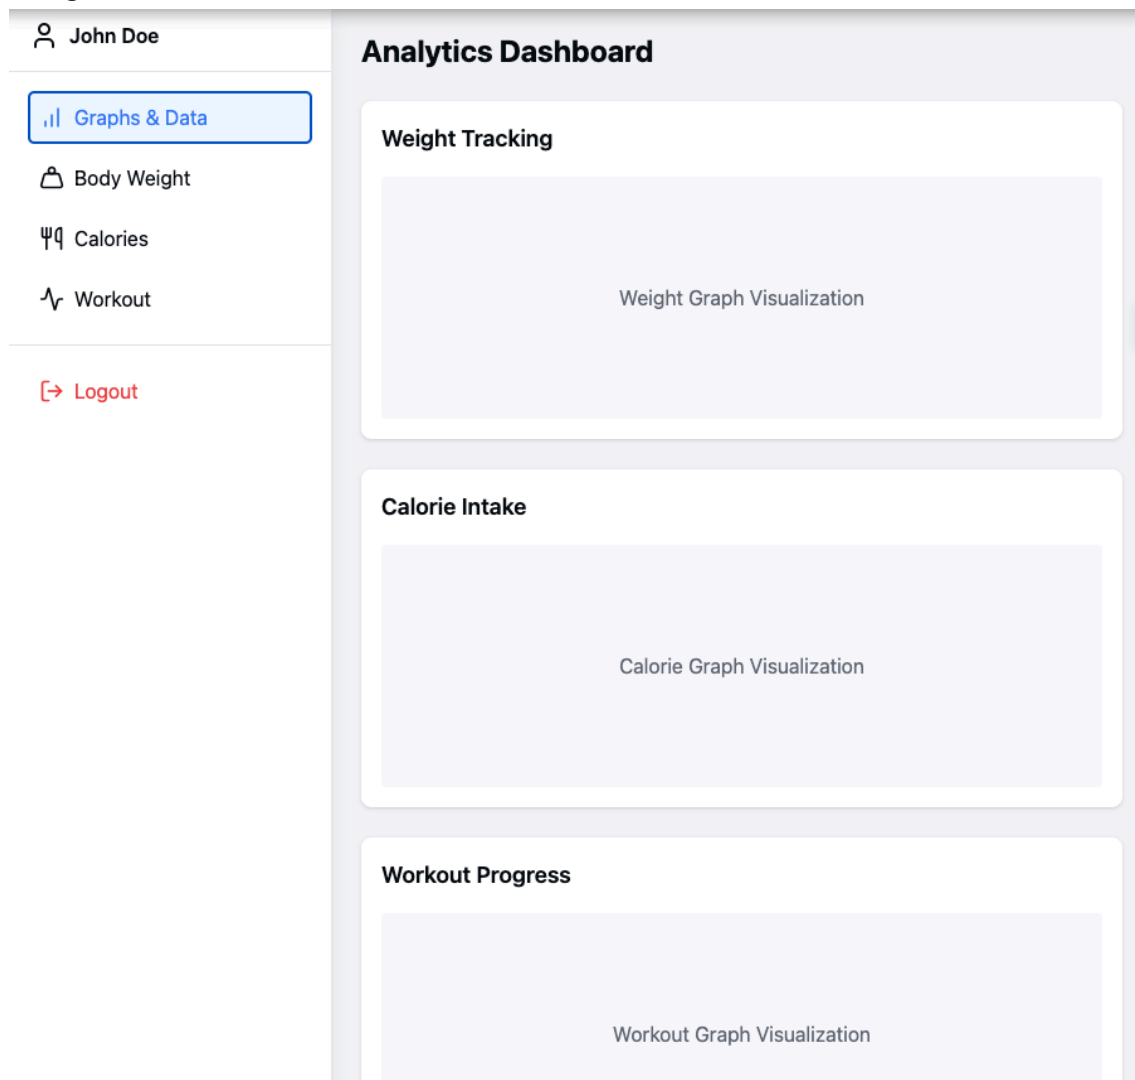 John Doe
Graphs & Data
Body Weight
Calories
Workout
Logout
Analytics Dashboard
Weight Tracking
Weight Graph Visualization
Calorie Intake
Calorie Graph Visualization
Workout Progress
Workout Graph Visualization